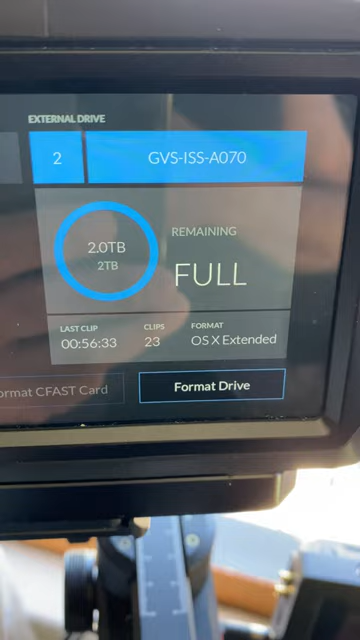 EXTERNAL DRIVE
2
GVS-ISS-A070
2.0TB
2TB
REMAINING
FULL
LAST CLIP
CLIPS
FORMAT
00:56:33
23
OS X Extended
CFAST Card
Format Drive